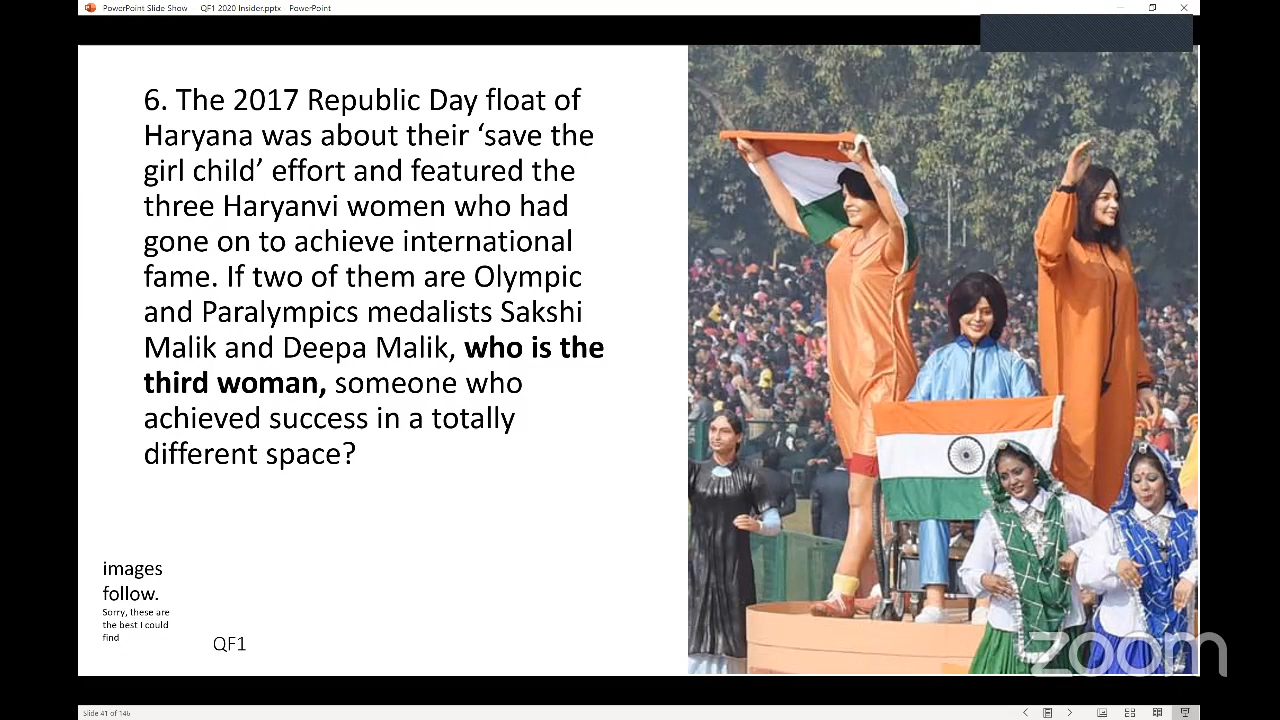 PowerPoint Slide Show QF1 2020 Insider.pptx - PowerPoint
6. The 2017 Republic Day float of
Haryana was about their ‘save the
girl child’ effort and featured the
three Haryanvi women who had
gone on to achieve international
fame. If two of them are Olympic
and Paralympics medalists Sakshi
Malik and Deepa Malik, who is the
third woman, someone who
achieved success in a totally
different space?
images
follow.
Sorry, these are
the best I could
find
QF1
zoom
Slide 41 of 146